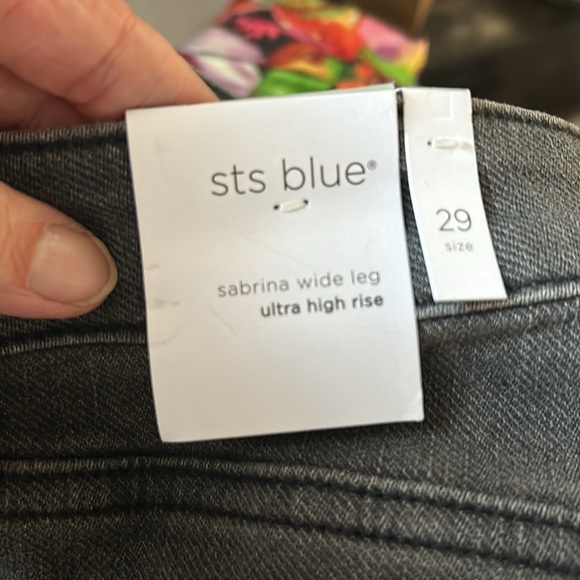 sts blue®
sabrina wide leg
ultra high rise
29
size